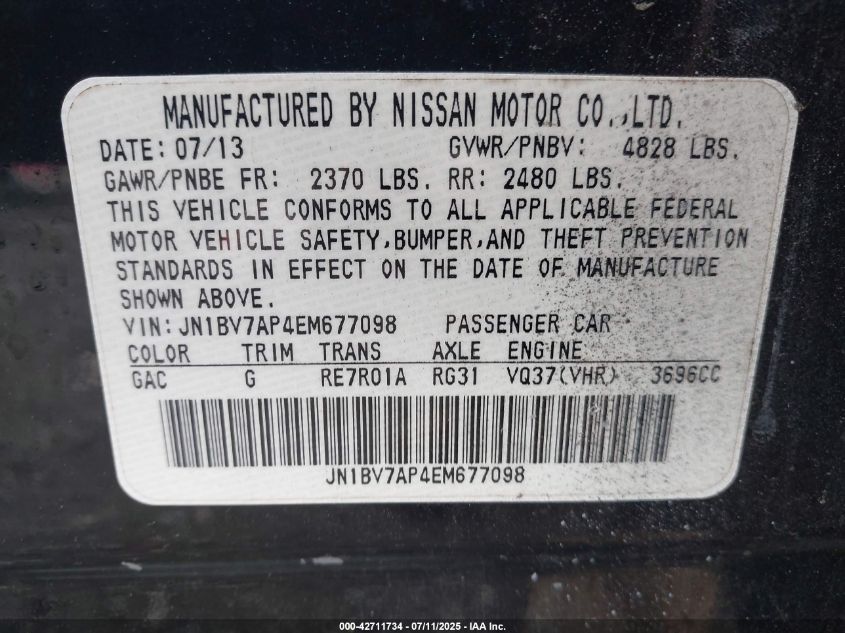 MANUFACTURED BY NISSAN MOTOR CO.,LTD.
DATE: 07/13 GVWR/PNBV: 4828 LBS.
GAWR/PNBE FR: 2370 LBS. RR: 2480 LBS.
THIS VEHICLE CONFORMS TO ALL APPLICABLE FEDERAL
MOTOR VEHICLE SAFETY,BUMPER,AND THEFT PREVENTION
STANDARDS IN EFFECT ON THE DATE OF MANUFACTURE
SHOWN ABOVE.
VIN: JN1BV7AP4EM677098 PASSENGER CAR
COLOR TRIM TRANS AXLE ENGINE
GAC G RE7R01A RG31 VQ37(VHR) 3696CC
JN1BV7AP4EM677098
000-42711734 - 07/11/2025 - IAA Inc.